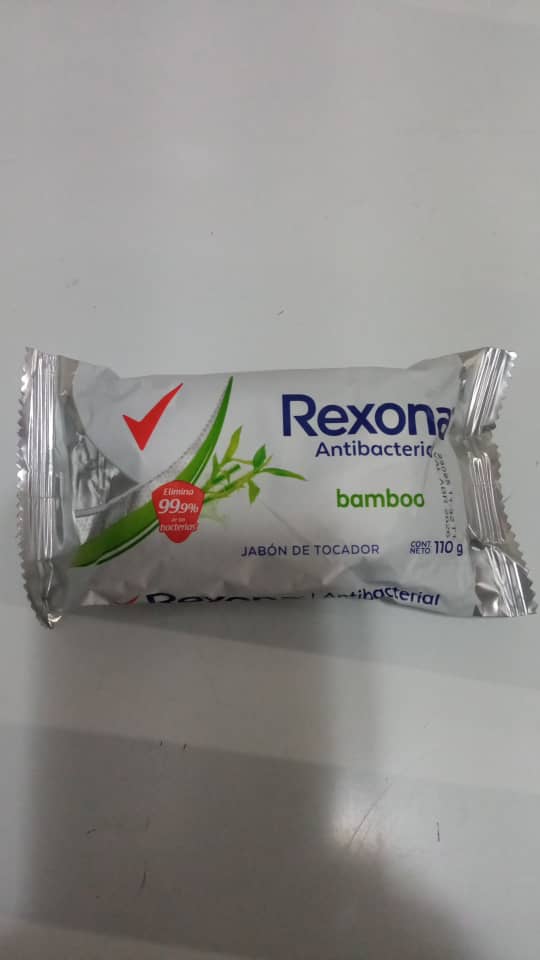 Rexona
Antibacterial
bamboo
Elimina
99.9%
de las
bacterias*
JABÓN DE TOCADOR
CONT.
NETO 110 g
Rexona | Antibacterial